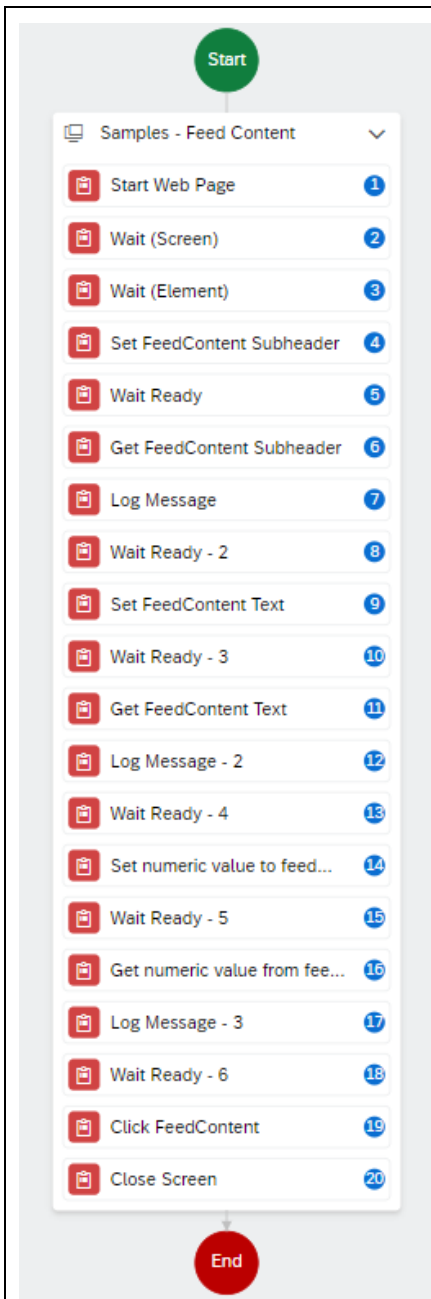 Start
Samples - Feed Content
Start Web Page 1
Wait (Screen) 2
Wait (Element) 3
Set FeedContent Subheader 4
Wait Ready 5
Get FeedContent Subheader 6
Log Message 7
Wait Ready - 2 8
Set FeedContent Text 9
Wait Ready - 3 10
Get FeedContent Text 11
Log Message - 2 12
Wait Ready - 4 13
Set numeric value to feed... 14
Wait Ready - 5 15
Get numeric value from fee... 16
Log Message - 3 17
Wait Ready - 6 18
Click FeedContent 19
Close Screen 20
End